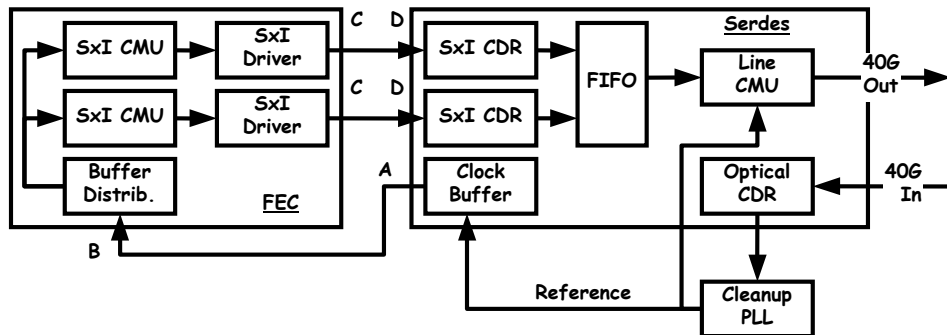 C D Serdes
SxI CMU
SxI
Driver
SxI CDR
FIFO
Line
CMU
40G
Out
C D
SxI CMU
SxI
Driver
SxI CDR
Buffer
Distrib.
FEC
A
Clock
Buffer
Optical
CDR
40G
In
B
Reference
Cleanup
PLL